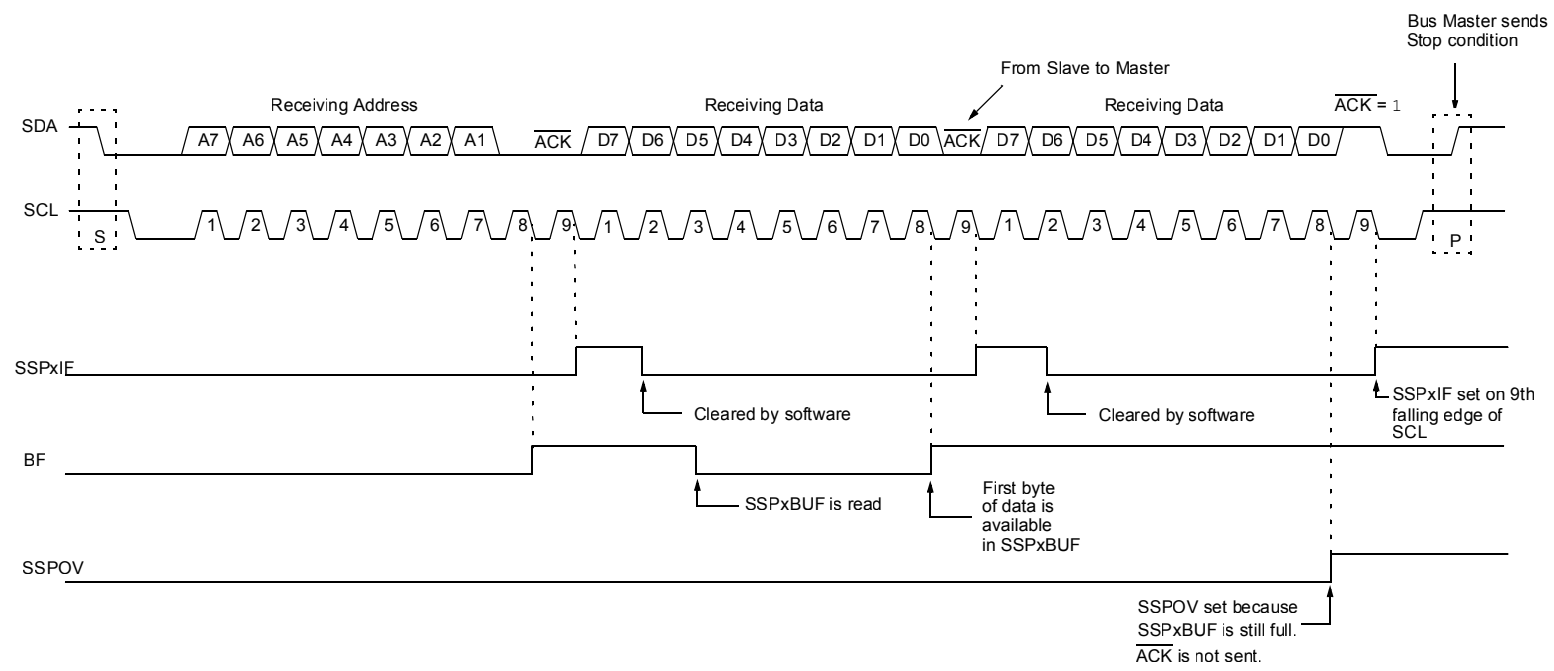 Bus Master sends
Stop condition
From Slave to Master
Receiving Address
Receiving Data
Receiving Data
ACK = 1
SDA
A7 A6 A5 A4 A3 A2 A1 ACK D7 D6 D5 D4 D3 D2 D1 D0 ACK D7 D6 D5 D4 D3 D2 D1 D0
SCL
1 2 3 4 5 6 7 8 9 1 2 3 4 5 6 7 8 9 1 2 3 4 5 6 7 8 9
S
P
SSPxIF
Cleared by software
Cleared by software
SSPxIF set on 9th
falling edge of
SCL
BF
SSPxBUF is read
First byte
of data is
available
in SSPxBUF
SSPOV
SSPOV set because
SSPxBUF is still full.
ACK is not sent.